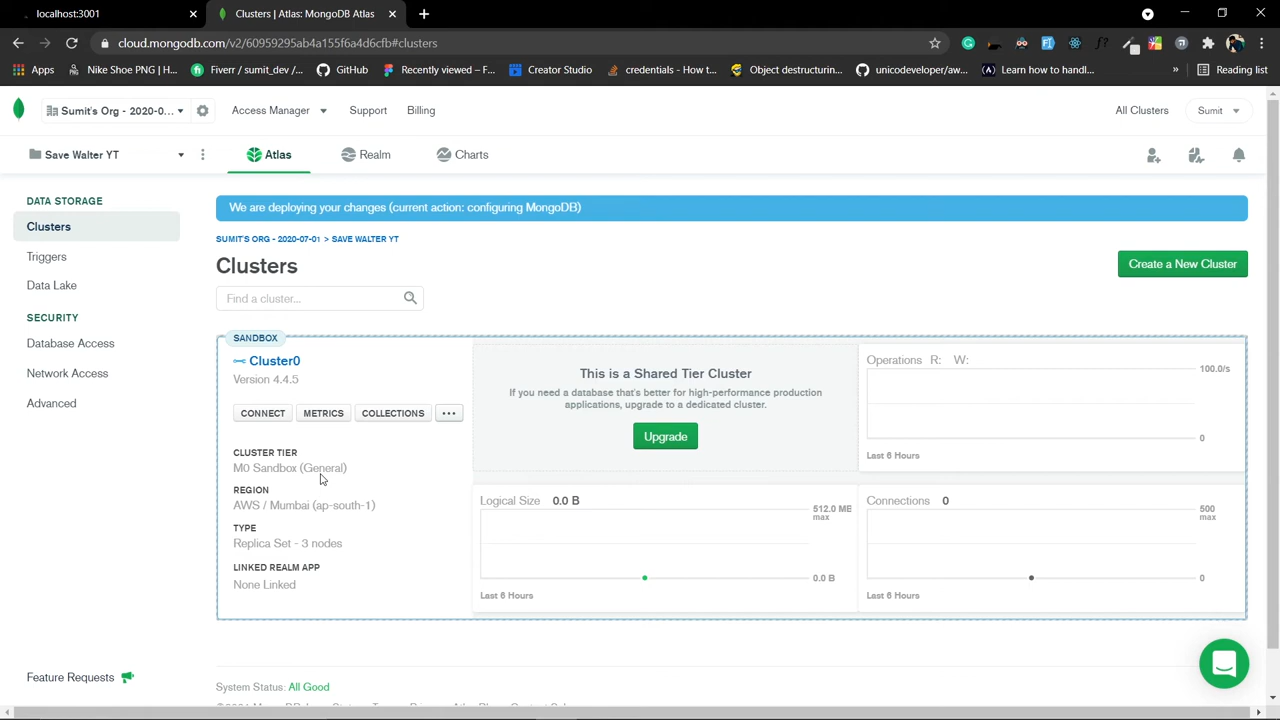 localhost:3001
Clusters | Atlas: MongoDB Atlas
cloud.mongodb.com/v2/60959295ab4a155f6a4d6cfb#clusters
Apps
Nike Shoe PNG | H...
Fiverr / sumit_dev/...
GitHub
Recently viewed – F...
Creator Studio
credentials - How t...
Object destructurin...
unicodeveloper/aw...
Learn how to handl...
»
Reading list
Sumit's Org - 2020-0...
Access Manager
Support
Billing
All Clusters
Sumit
Save Walter YT
Atlas
Realm
Charts
DATA STORAGE
Clusters
Triggers
Data Lake
SECURITY
Database Access
Network Access
Advanced
Feature Requests
We are deploying your changes (current action: configuring MongoDB)
SUMIT'S ORG - 2020-07-01 > SAVE WALTER YT
Clusters
Create a New Cluster
Find a cluster...
SANDBOX
Cluster0
Version 4.4.5
CONNECT
METRICS
COLLECTIONS
CLUSTER TIER
M0 Sandbox (General)
REGION
AWS / Mumbai (ap-south-1)
TYPE
Replica Set - 3 nodes
LINKED REALM APP
None Linked
This is a Shared Tier Cluster
If you need a database that's better for high-performance production
applications, upgrade to a dedicated cluster.
Upgrade
Operations R: W:
100.0/s
0
Last 6 Hours
Logical Size 0.0 B
512.0 MB
max
0.0 B
Last 6 Hours
Connections 0
500
max
0
Last 6 Hours
System Status: All Good